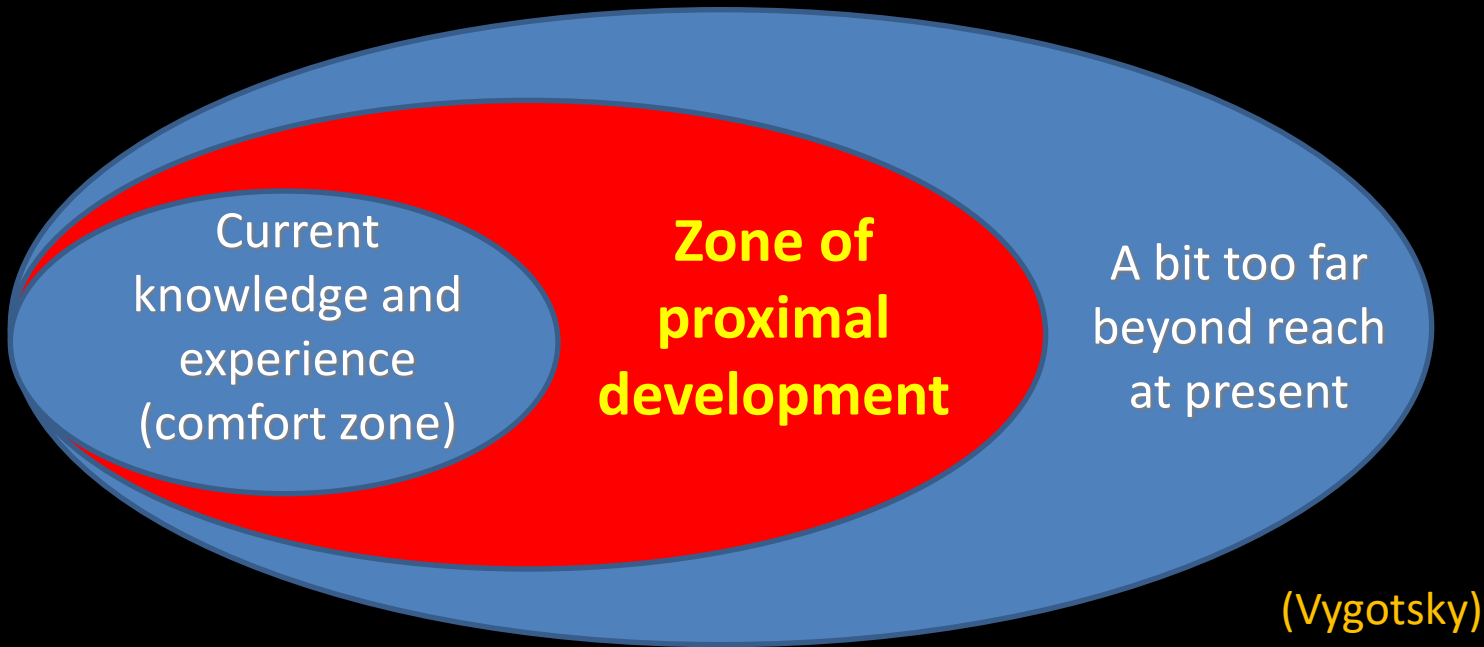 Current
knowledge and
experience
(comfort zone)
Zone of
proximal
development
A bit too far
beyond reach
at present
(Vygotsky)